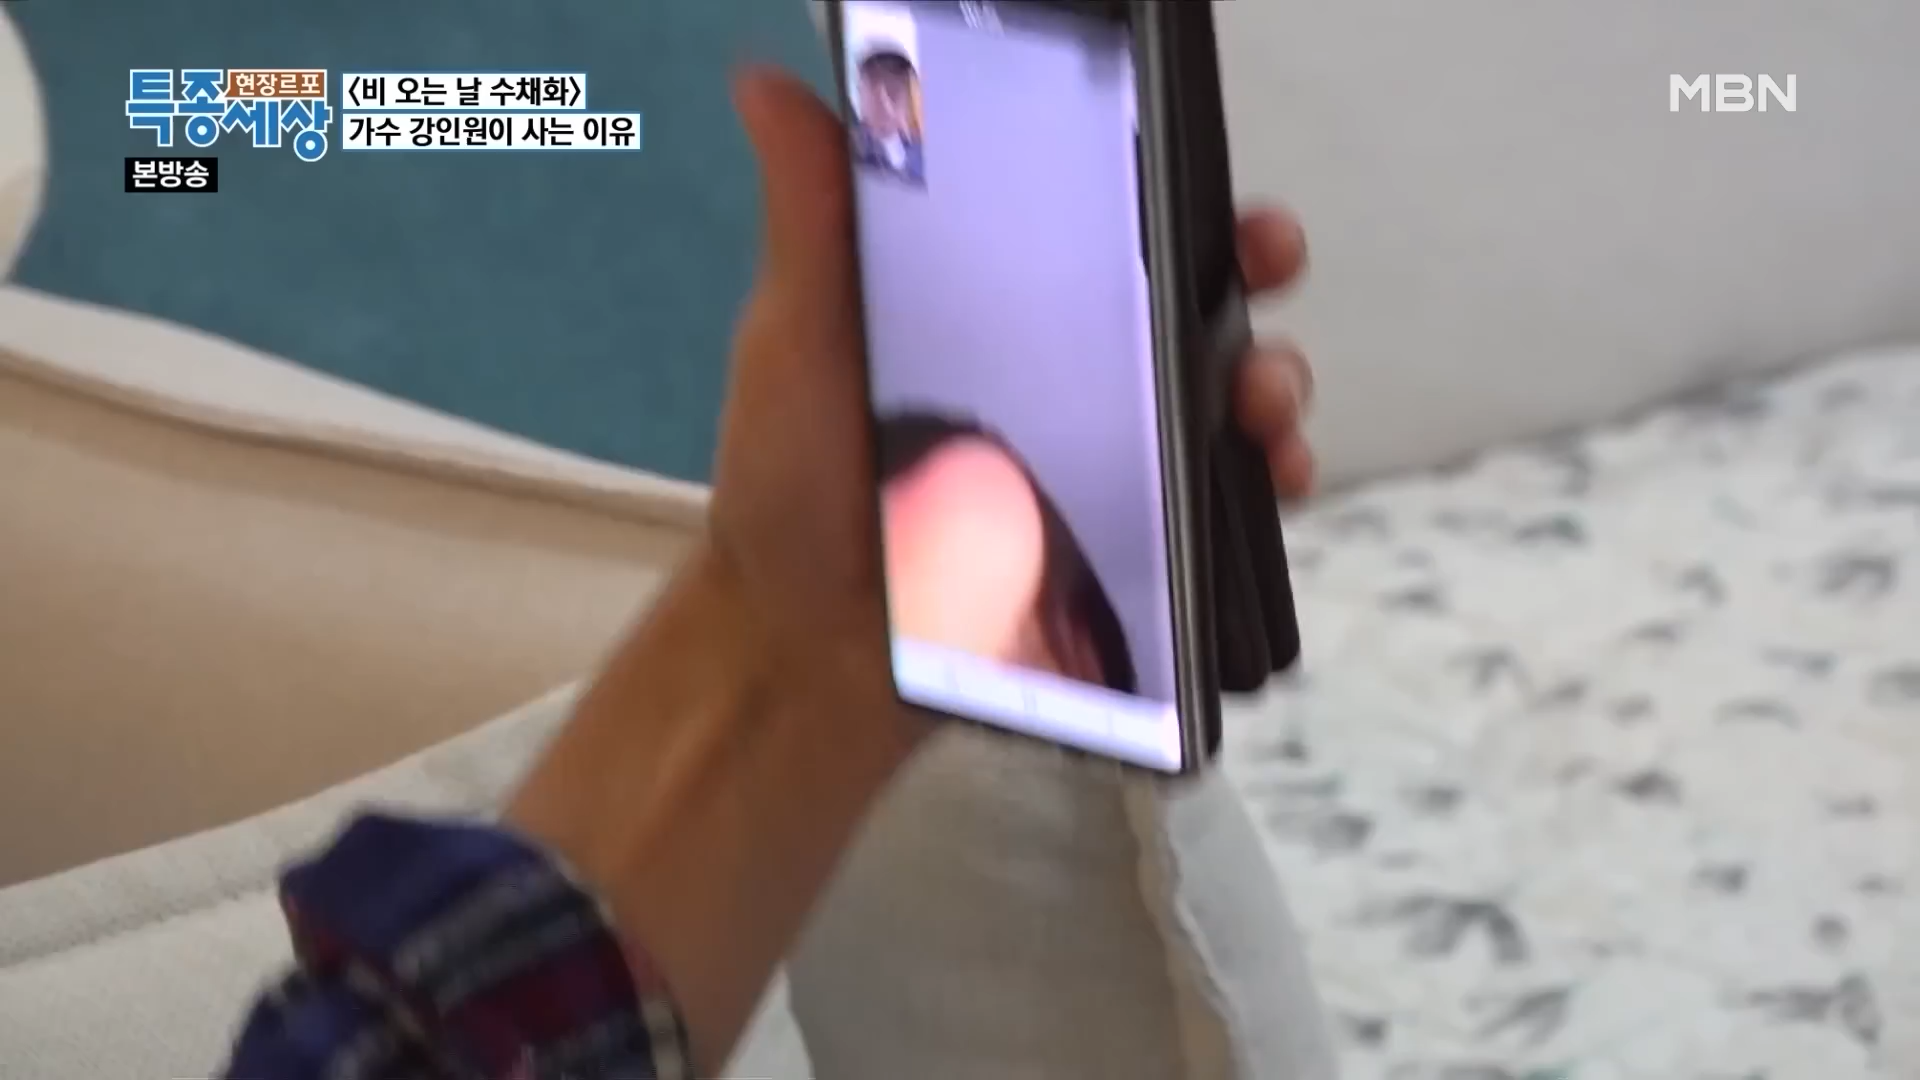 현장르포
특종세상
<비 오는 날 수채화>
가수 강인원이 사는 이유
본방송
MBN